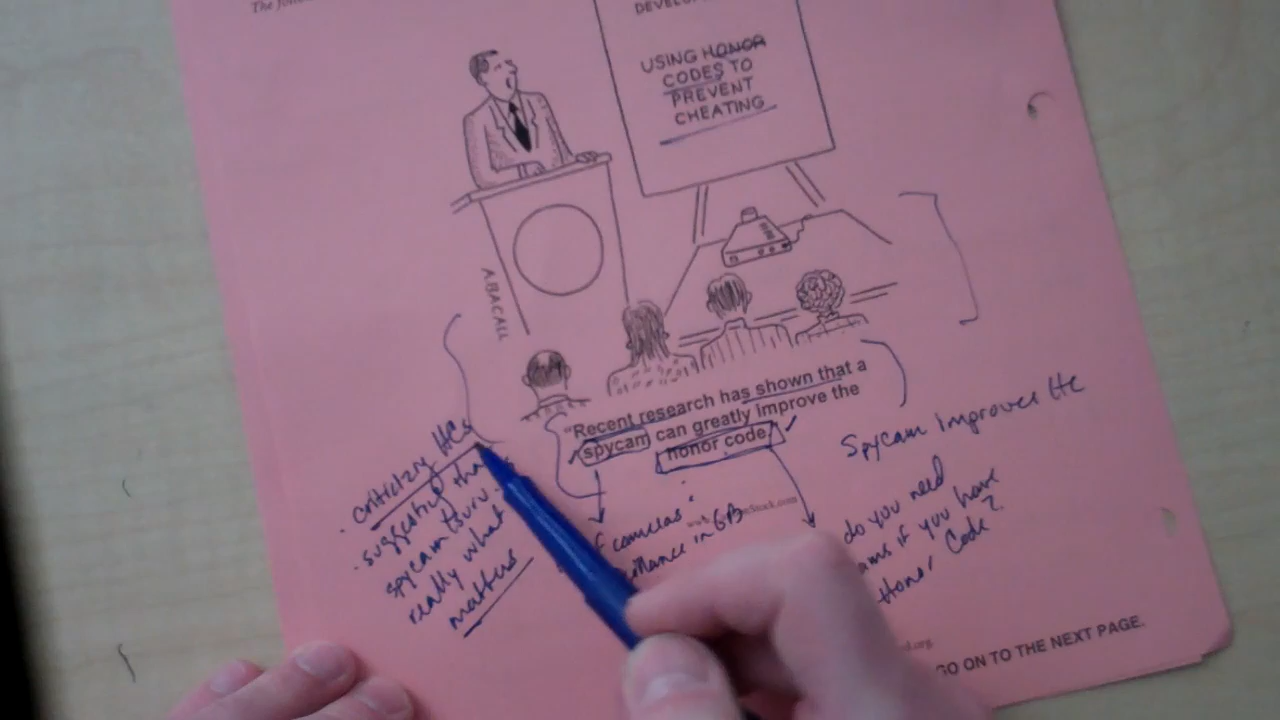 The
DEVELOP
USING HONOR
CODES TO
PREVENT
CHEATING
ABACALL
"Recent research has shown that a
spycam can greatly improve the
honor code."
Spycam improves HC
· criticizing HCs
· suggesting that
spycam
really what
matters
cameras
in GB
do you need
if you have
Honor Code?
GO ON TO THE NEXT PAGE.